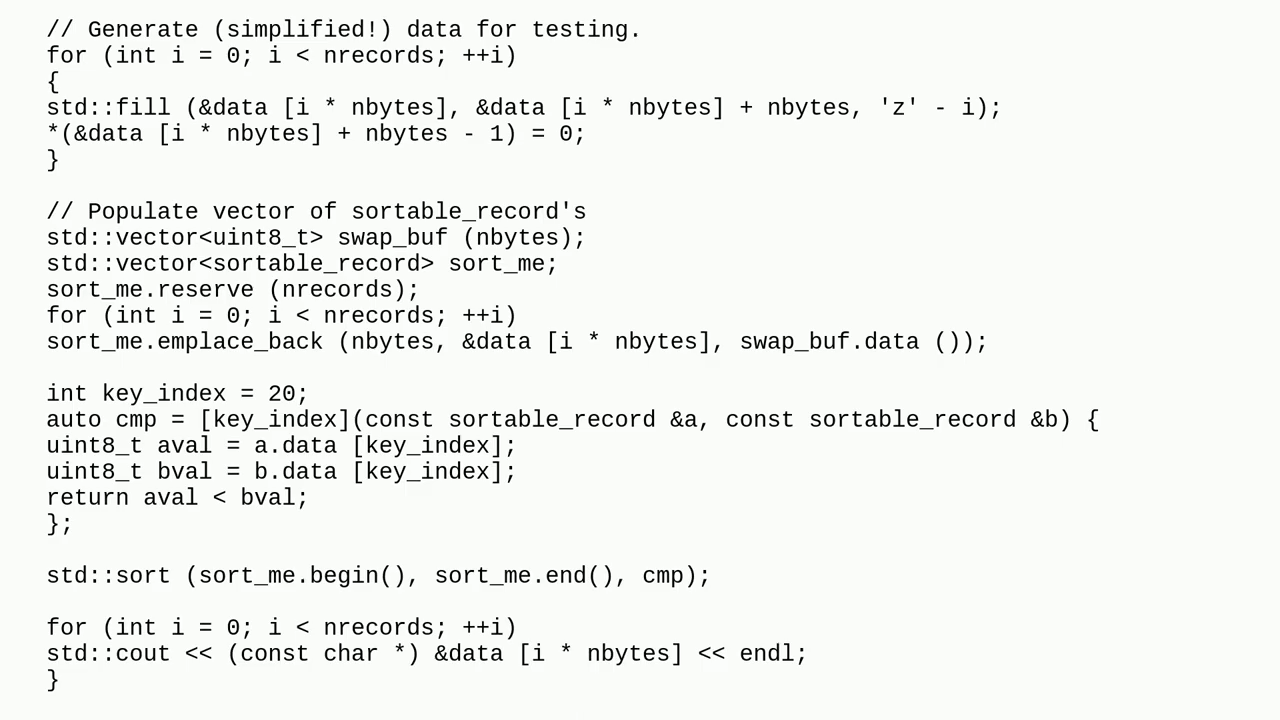 // Generate (simplified!) data for testing.
for (int i = 0; i < nrecords; ++i)
{
std::fill (&data [i * nbytes], &data [i * nbytes] + nbytes, 'z' - i);
*(&data [i * nbytes] + nbytes - 1) = 0;
}
// Populate vector of sortable_record's
std::vector<uint8_t> swap_buf (nbytes);
std::vector<sortable_record> sort_me;
sort_me.reserve (nrecords);
for (int i = 0; i < nrecords; ++i)
sort_me.emplace_back (nbytes, &data [i * nbytes], swap_buf.data ());
int key_index = 20;
auto cmp = [key_index](const sortable_record &a, const sortable_record &b) {
uint8_t aval = a.data [key_index];
uint8_t bval = b.data [key_index];
return aval < bval;
};
std::sort (sort_me.begin(), sort_me.end(), cmp);
for (int i = 0; i < nrecords; ++i)
std::cout << (const char *) &data [i * nbytes] << endl;
}